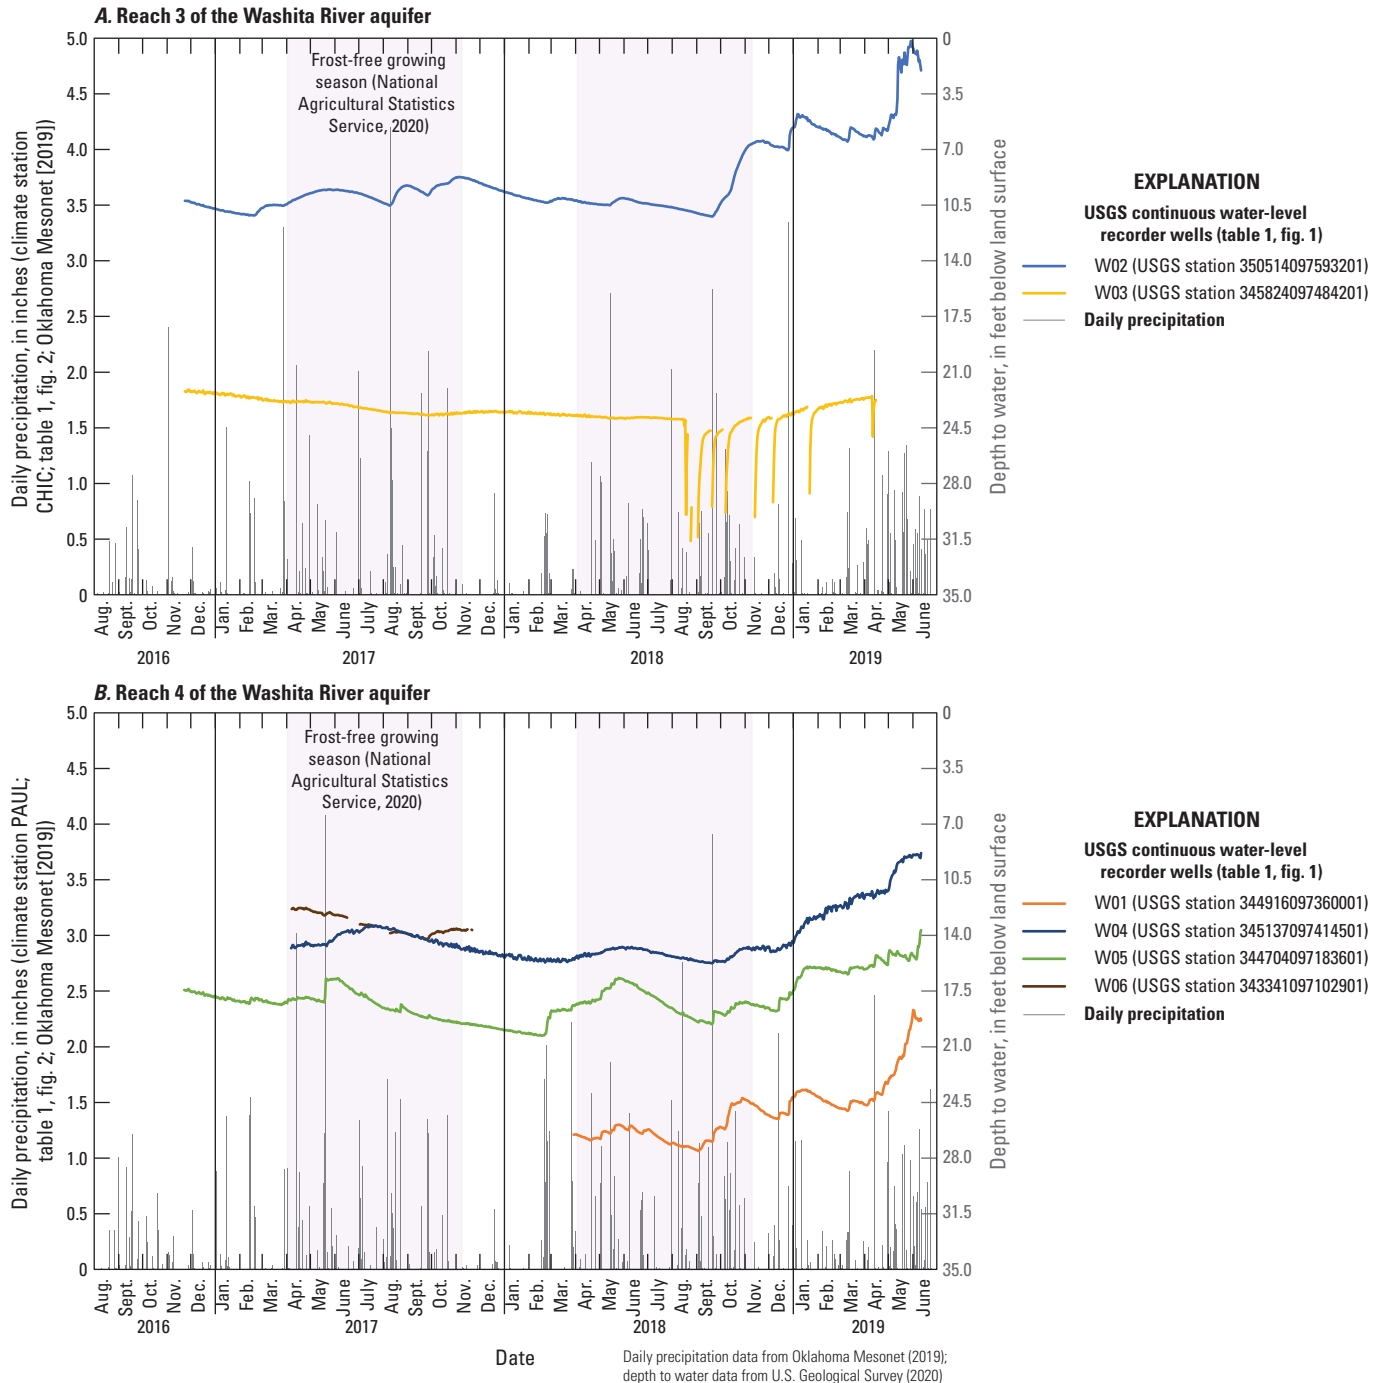 A. Reach 3 of the Washita River aquifer
Daily precipitation, in inches (climate station
CHIC; table 1, fig. 2; Oklahoma Mesonet [2019])
5.0
4.5
4.0
3.5
3.0
2.5
2.0
1.5
1.0
0.5
0
Frost-free growing
season (National
Agricultural Statistics
Service, 2020)
0
3.5
7.0
10.5
14.0
17.5
21.0
24.5
28.0
31.5
35.0
Depth to water, in feet below land surface
Aug. Sept. Oct. Nov. Dec. Jan. Feb. Mar. Apr. May June July Aug. Sept. Oct. Nov. Dec. Jan. Feb. Mar. Apr. May June July Aug. Sept. Oct. Nov. Dec. Jan. Feb. Mar. Apr. May June
2016 2017 2018 2019
EXPLANATION
USGS continuous water-level
recorder wells (table 1, fig. 1)
W02 (USGS station 350514097593201)
W03 (USGS station 345824097484201)
Daily precipitation
B. Reach 4 of the Washita River aquifer
Daily precipitation, in inches (climate station PAUL;
table 1, fig. 2; Oklahoma Mesonet [2019])
5.0
4.5
4.0
3.5
3.0
2.5
2.0
1.5
1.0
0.5
0
Frost-free growing
season (National
Agricultural Statistics
Service, 2020)
0
3.5
7.0
10.5
14.0
17.5
21.0
24.5
28.0
31.5
35.0
Depth to water, in feet below land surface
Aug. Sept. Oct. Nov. Dec. Jan. Feb. Mar. Apr. May June July Aug. Sept. Oct. Nov. Dec. Jan. Feb. Mar. Apr. May June July Aug. Sept. Oct. Nov. Dec. Jan. Feb. Mar. Apr. May June
2016 2017 2018 2019
Date
EXPLANATION
USGS continuous water-level
recorder wells (table 1, fig. 1)
W01 (USGS station 344916097360001)
W04 (USGS station 345137097414501)
W05 (USGS station 344704097183601)
W06 (USGS station 343341097102901)
Daily precipitation
Daily precipitation data from Oklahoma Mesonet (2019);
depth to water data from U.S. Geological Survey (2020)